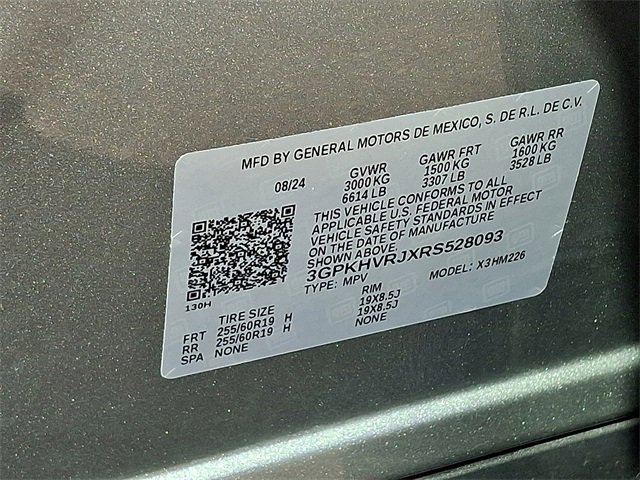 MFD BY GENERAL MOTORS DE MEXICO, S. DE R.L. DE C.V.
08/24 GVWR GAWR FRT GAWR RR
3000 KG 1500 KG 1600 KG
6614 LB 3307 LB 3528 LB
THIS VEHICLE CONFORMS TO ALL
APPLICABLE U.S. FEDERAL MOTOR
VEHICLE SAFETY STANDARDS IN EFFECT
ON THE DATE OF MANUFACTURE
SHOWN ABOVE.
3GPKHVRJXRS528093
TYPE: MPV MODEL: X3HM226
130H
TIRE SIZE RIM
FRT 255/60R19 H 19X8.5J
RR 255/60R19 H 19X8.5J
SPA NONE NONE